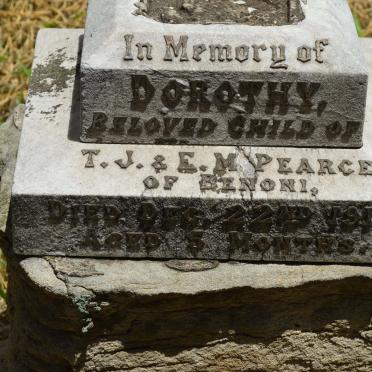 In Memory of
DOROTHY,
BELOVED CHILD OF
T. J. & E. M. PEARCE
OF BENONI,
DIED DEC. 22ND
AGED 5 MONTHS.